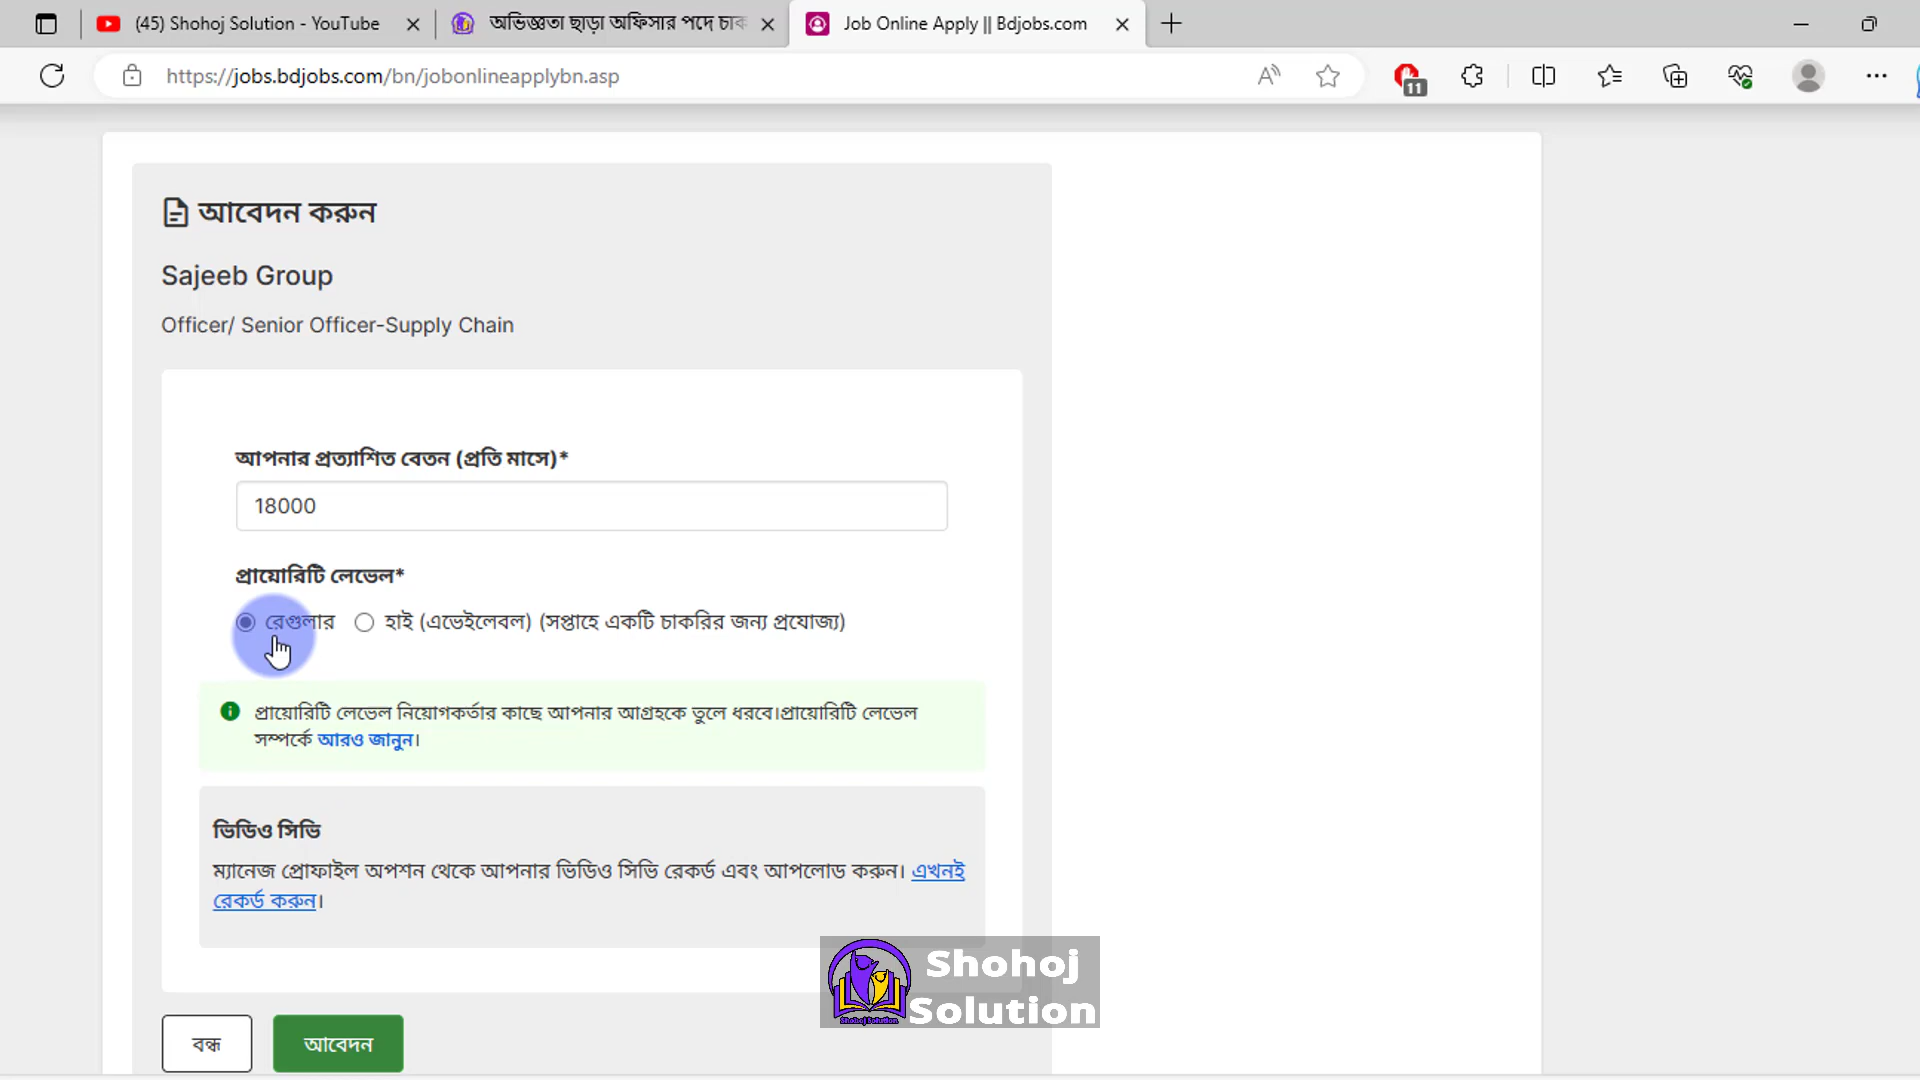 (45) Shohoj Solution - YouTube
অভিজ্ঞতা ছাড়া অফিসার পদে চাক
Job Online Apply || Bdjobs.com
https://jobs.bdjobs.com/bn/jobonlineapplybn.asp
11
আবেদন করুন
Sajeeb Group
Officer/ Senior Officer-Supply Chain
আপনার প্রত্যাশিত বেতন (প্রতি মাসে)*
18000
প্রায়োরিটি লেভেল*
রেগুলার হাই (এভেইলেবল) (সপ্তাহে একটি চাকরির জন্য প্রযোজ্য)
প্রায়োরিটি লেভেল নিয়োগকর্তার কাছে আপনার আগ্রহকে তুলে ধরবে।প্রায়োরিটি লেভেল
সম্পর্কে আরও জানুন।
ভিডিও সিভি
ম্যানেজ প্রোফাইল অপশন থেকে আপনার ভিডিও সিভি রেকর্ড এবং আপলোড করুন। এখনই
রেকর্ড করুন।
Shohoj
Solution
Shohoj Solution
বন্ধ
আবেদন